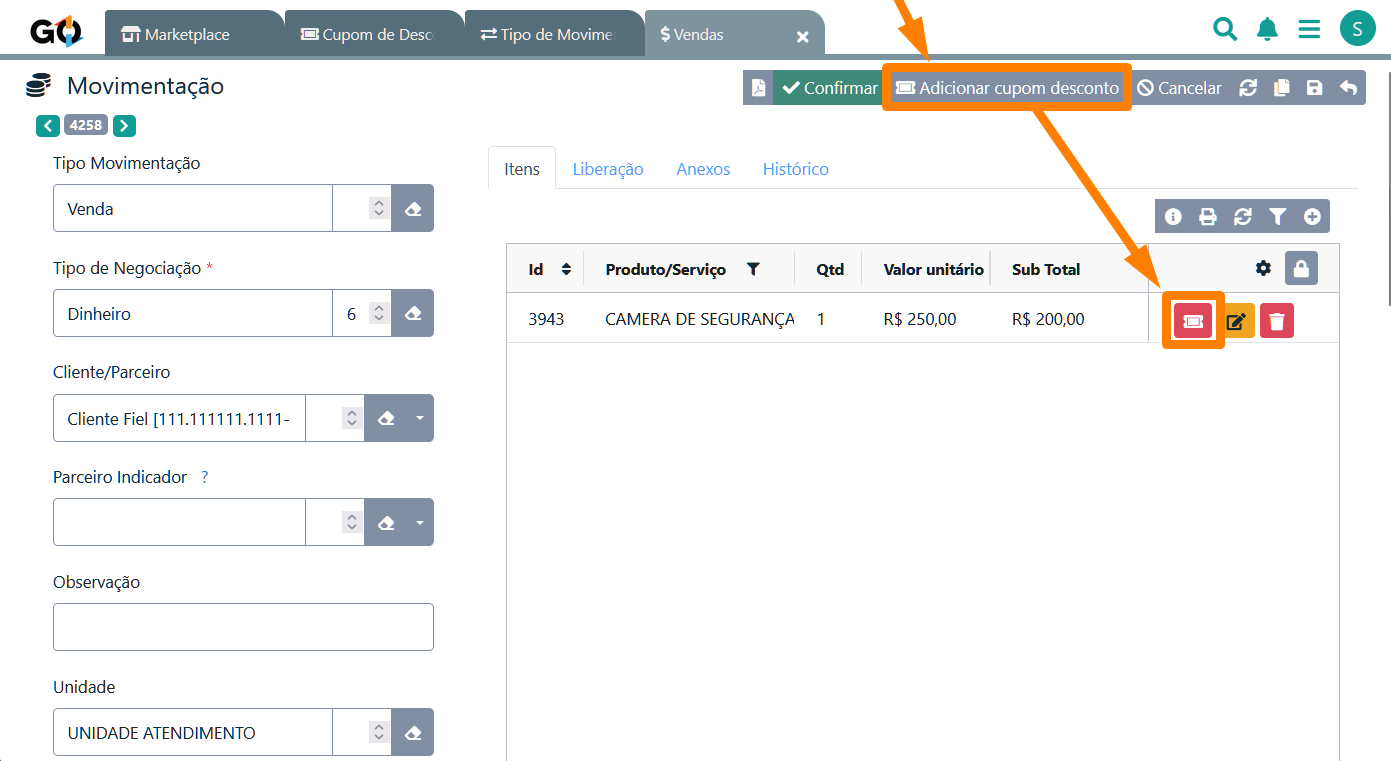 GO
Marketplace
Cupom de Desc
Tipo de Movime
$ Vendas
S
Movimentação
Confirmar
Adicionar cupom desconto
Cancelar
4258
Tipo Movimentação
Venda
Tipo de Negociação *
Dinheiro
6
Cliente/Parceiro
Cliente Fiel [111.111111.1111-
Parceiro Indicador ?
Observação
Unidade
UNIDADE ATENDIMENTO
Itens
Liberação
Anexos
Histórico
Id
Produto/Serviço
Qtd
Valor unitário
Sub Total
3943
CAMERA DE SEGURANÇA
1
R$ 250,00
R$ 200,00